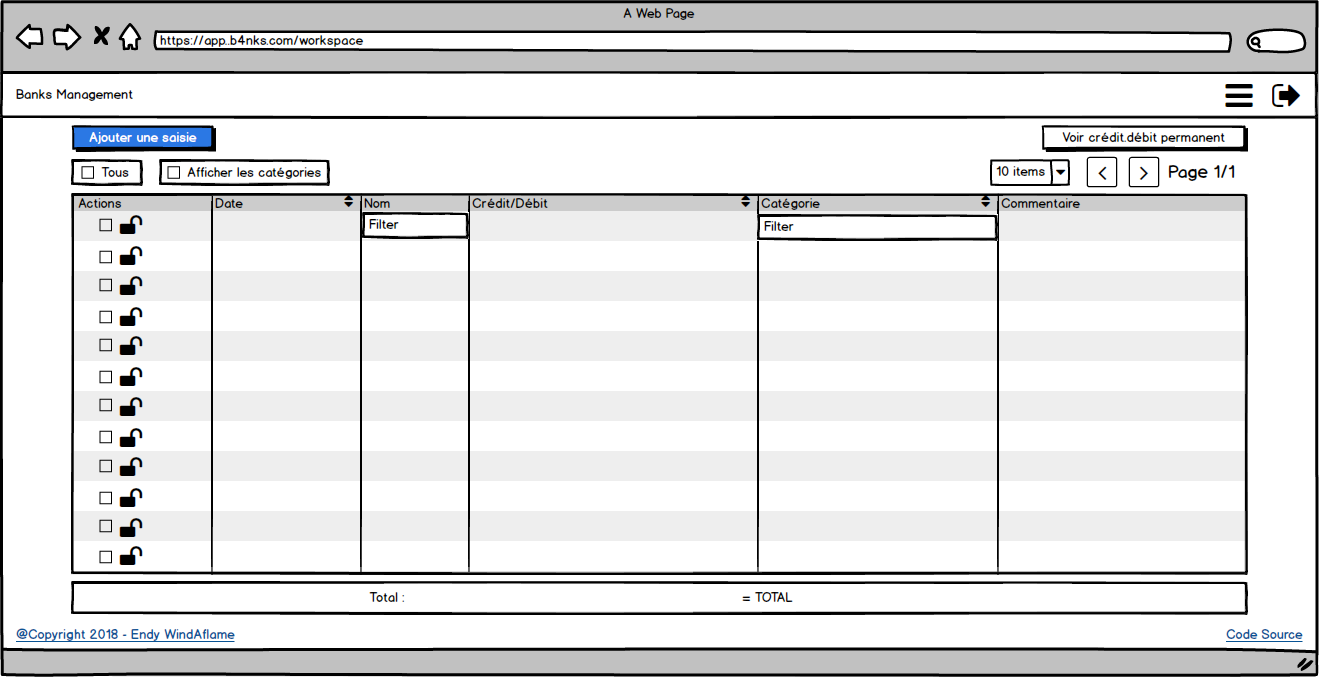 A Web Page
https://app.b4nks.com/workspace
Banks Management
Ajouter une saisie
Voir crédit.débit permanent
Tous
Afficher les catégories
10 items
Page 1/1
Actions
Date
Nom
Crédit/Débit
Catégorie
Commentaire
Filter
Filter
Total :
= TOTAL
@Copyright 2018 - Endy WindAflame
Code Source